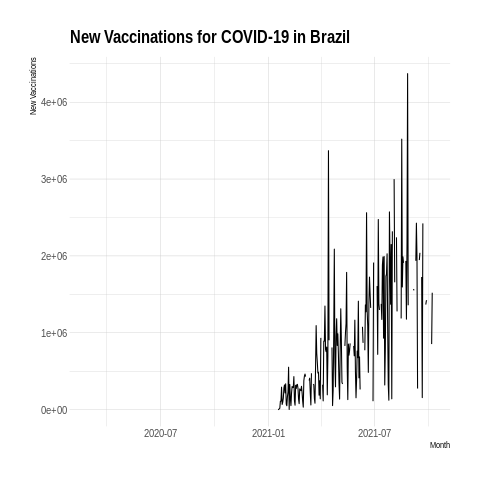 New Vaccinations for COVID-19 in Brazil
New Vaccinations
4e+06
3e+06
2e+06
1e+06
0e+00
2020-07
2021-01
2021-07
Month